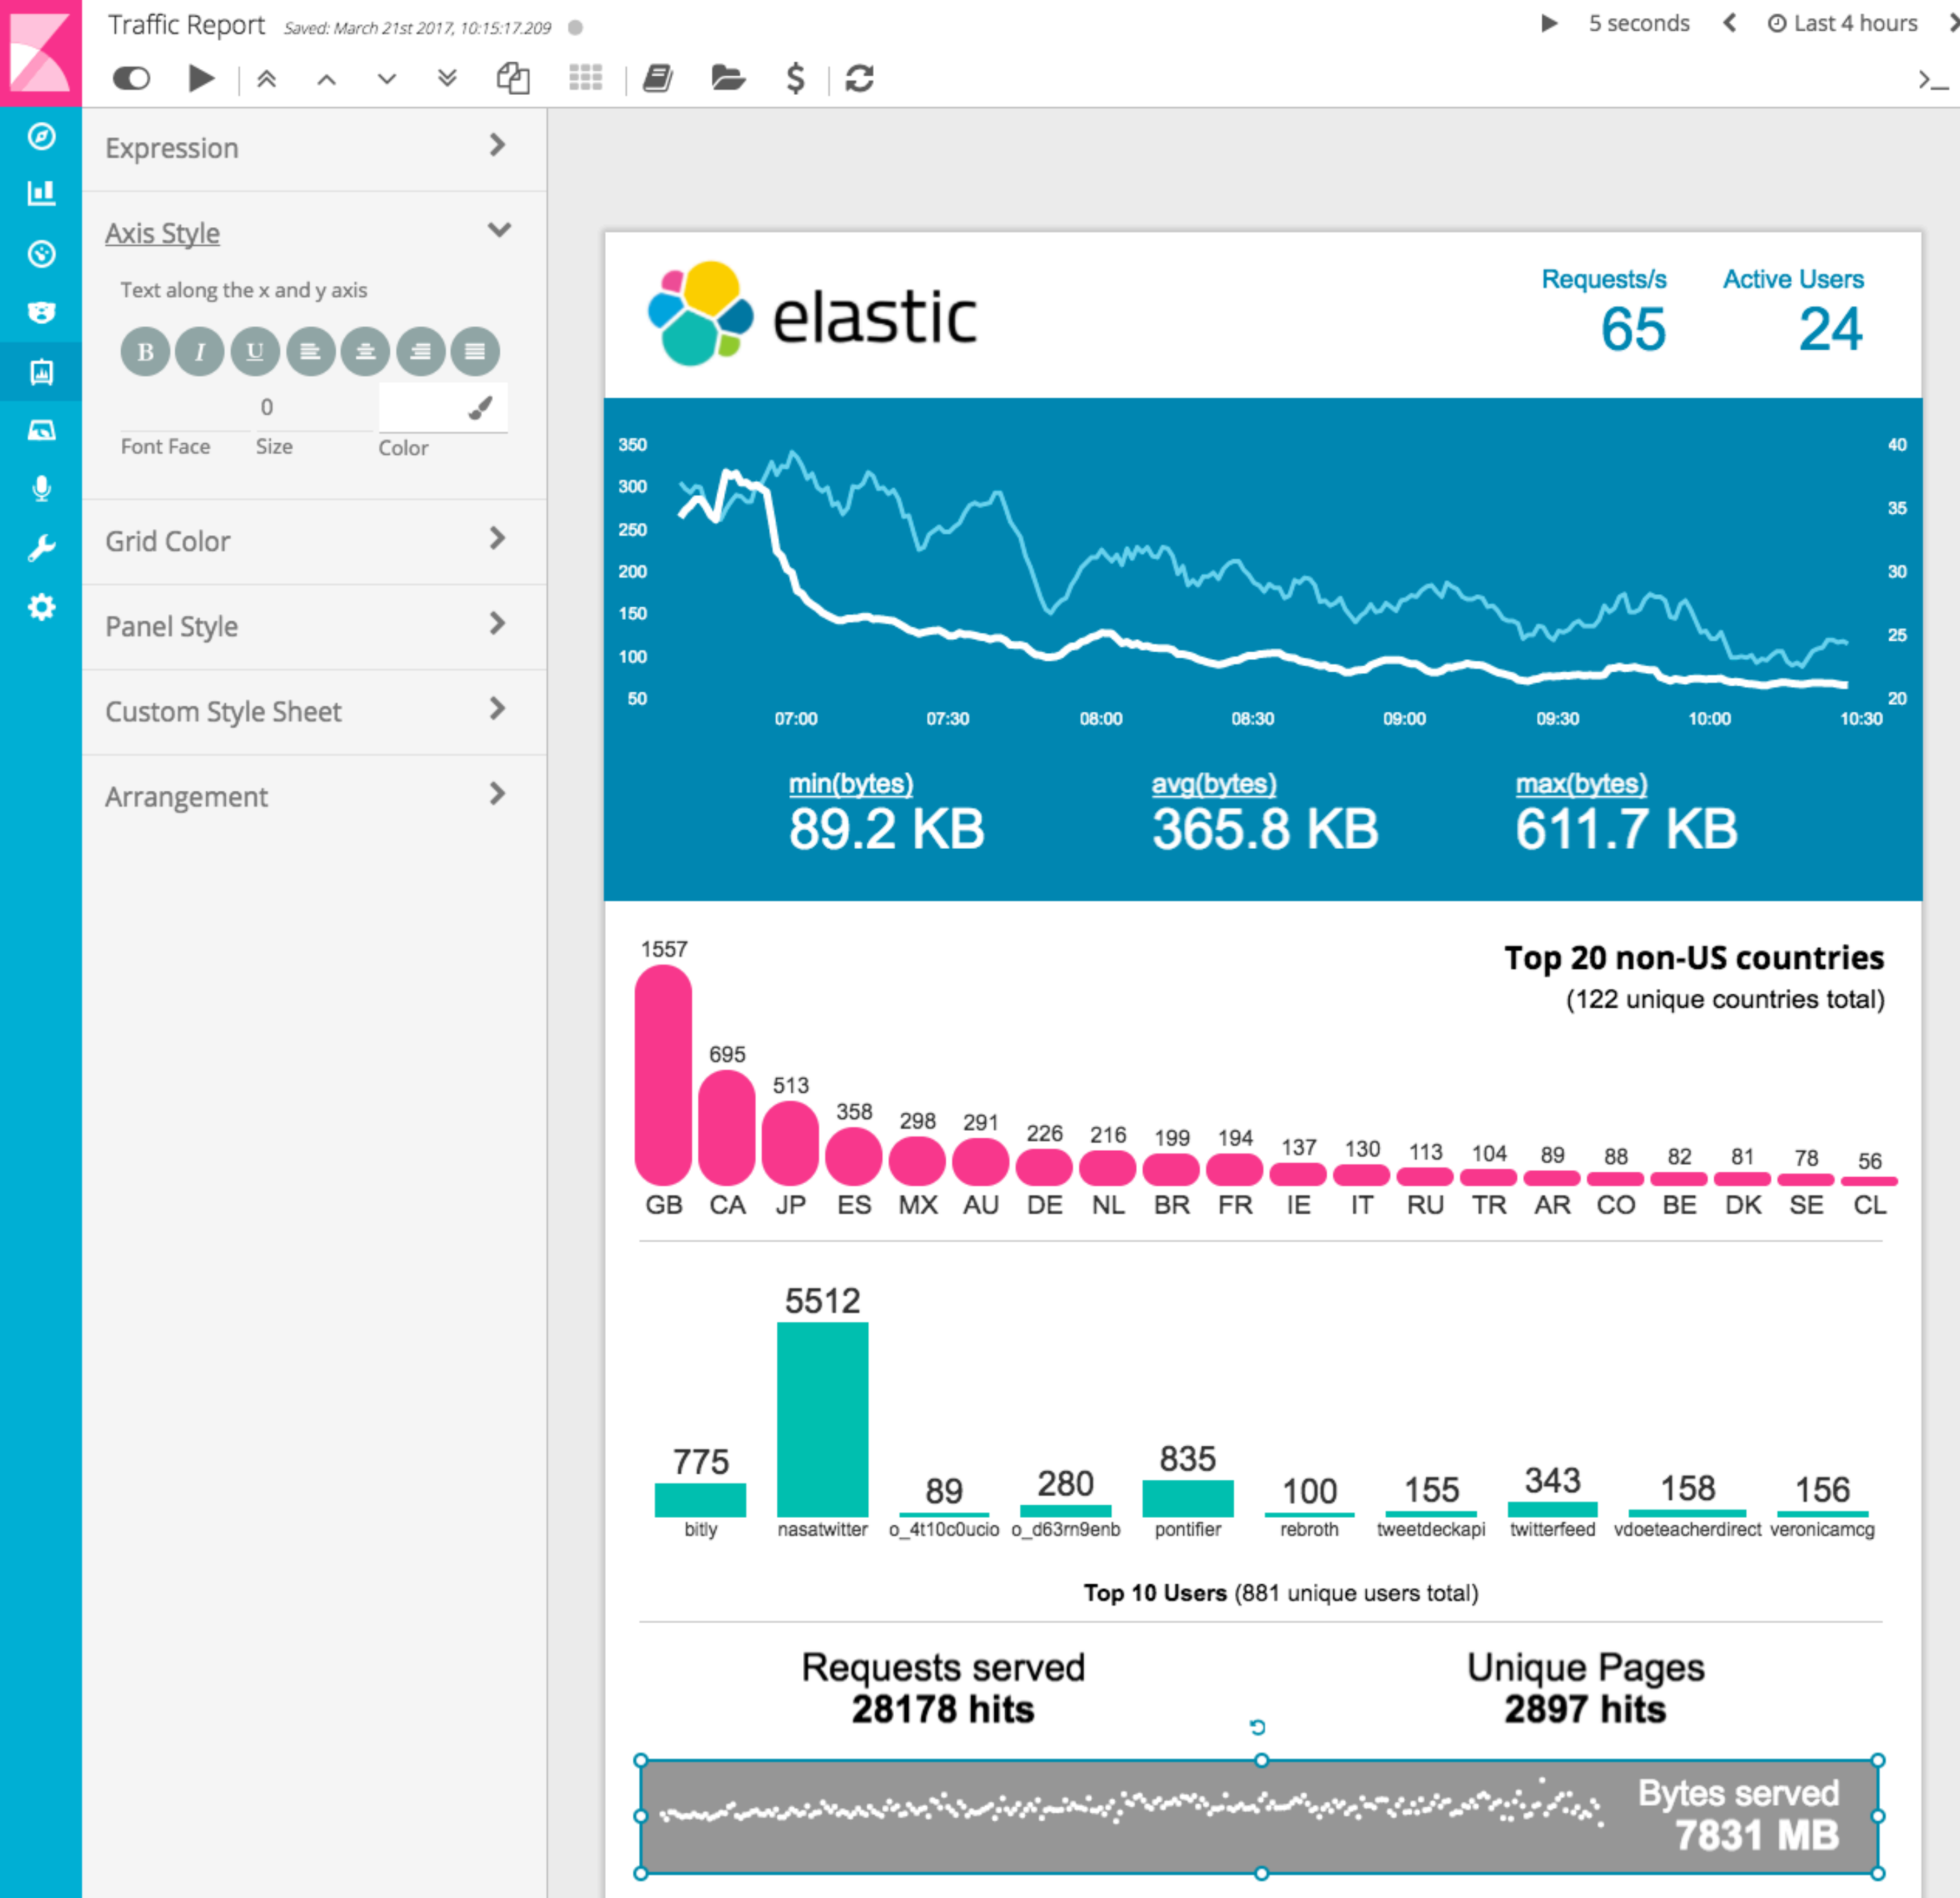 Traffic Report Saved: March 21st 2017, 10:15:17.209
5 seconds Last 4 hours
Expression
Axis Style
Text along the x and y axis
B I U
0
Font Face Size Color
Grid Color
Panel Style
Custom Style Sheet
Arrangement
elastic
Requests/s Active Users
65 24
350 40
300
35
250
200 30
150
25
100
50 20
07:00 07:30 08:00 08:30 09:00 09:30 10:00 10:30
min(bytes) avg(bytes) max(bytes)
89.2 KB 365.8 KB 611.7 KB
Top 20 non-US countries
(122 unique countries total)
1557 695 513 358 298 291 226 216 199 194 137 130 113 104 89 88 82 81 78 56
GB CA JP ES MX AU DE NL BR FR IE IT RU TR AR CO BE DK SE CL
775 5512 89 280 835 100 155 343 158 156
bitly nasatwitter o_4t10c0ucio o_d63rn9enb pontifier rebroth tweetdeckapi twitterfeed vdoeteacherdirect veronicamcg
Top 10 Users (881 unique users total)
Requests served Unique Pages
28178 hits 2897 hits
Bytes served
7831 MB